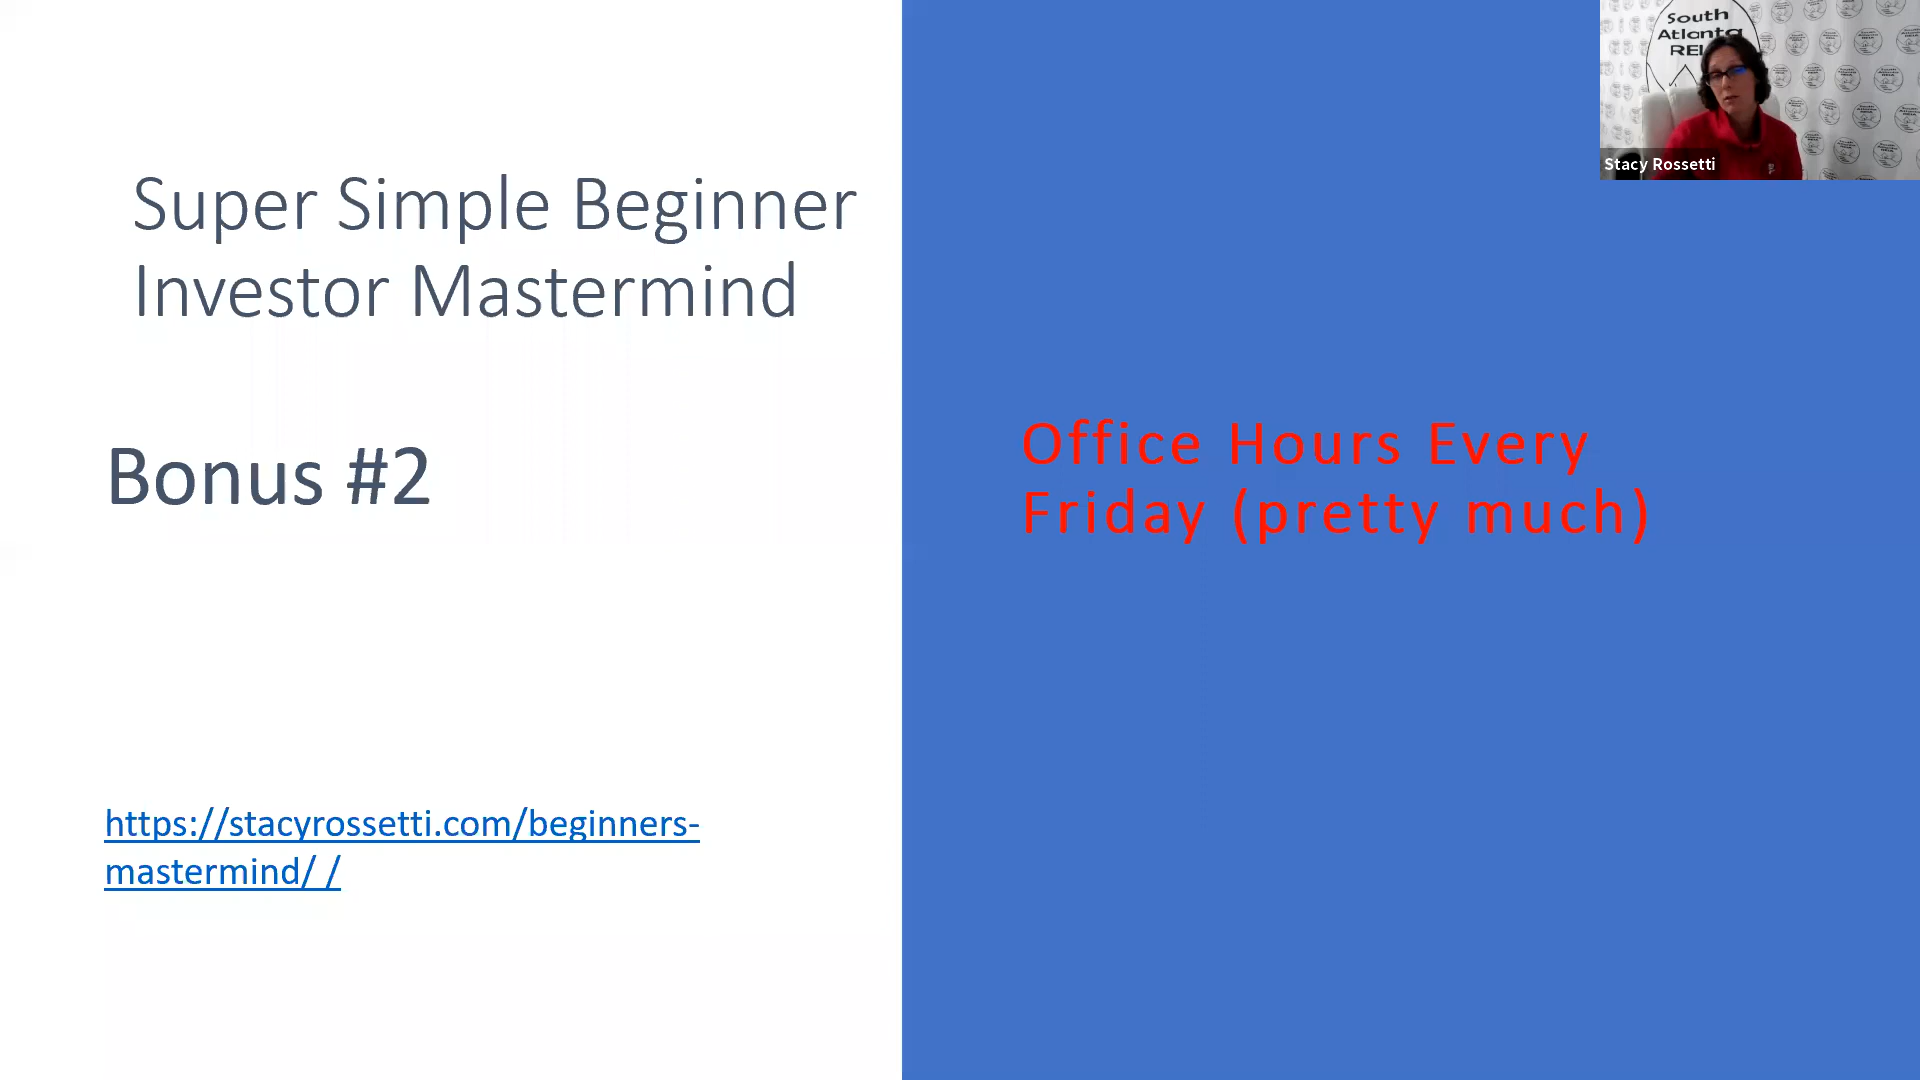 Super Simple Beginner
Investor Mastermind
Bonus #2
https://stacyrossetti.com/beginners-
mastermind/ /
Office Hours Every
Friday (pretty much)
South
Atlanta
REI
Stacy Rossetti